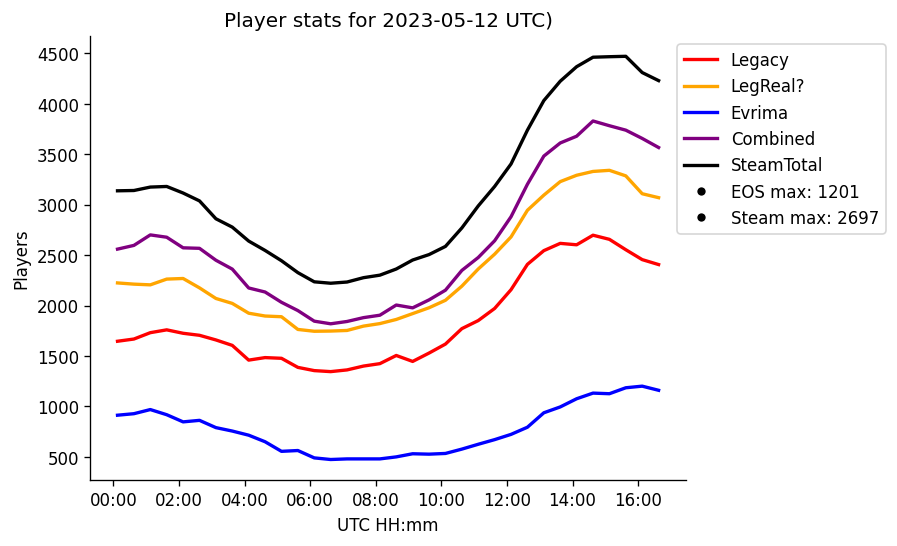 Player stats for 2023-05-12 UTC)
Players
4500
4000
3500
3000
2500
2000
1500
1000
500
00:00 02:00 04:00 06:00 08:00 10:00 12:00 14:00 16:00
UTC HH:mm
Legacy
LegReal?
Evrima
Combined
SteamTotal
EOS max: 1201
Steam max: 2697